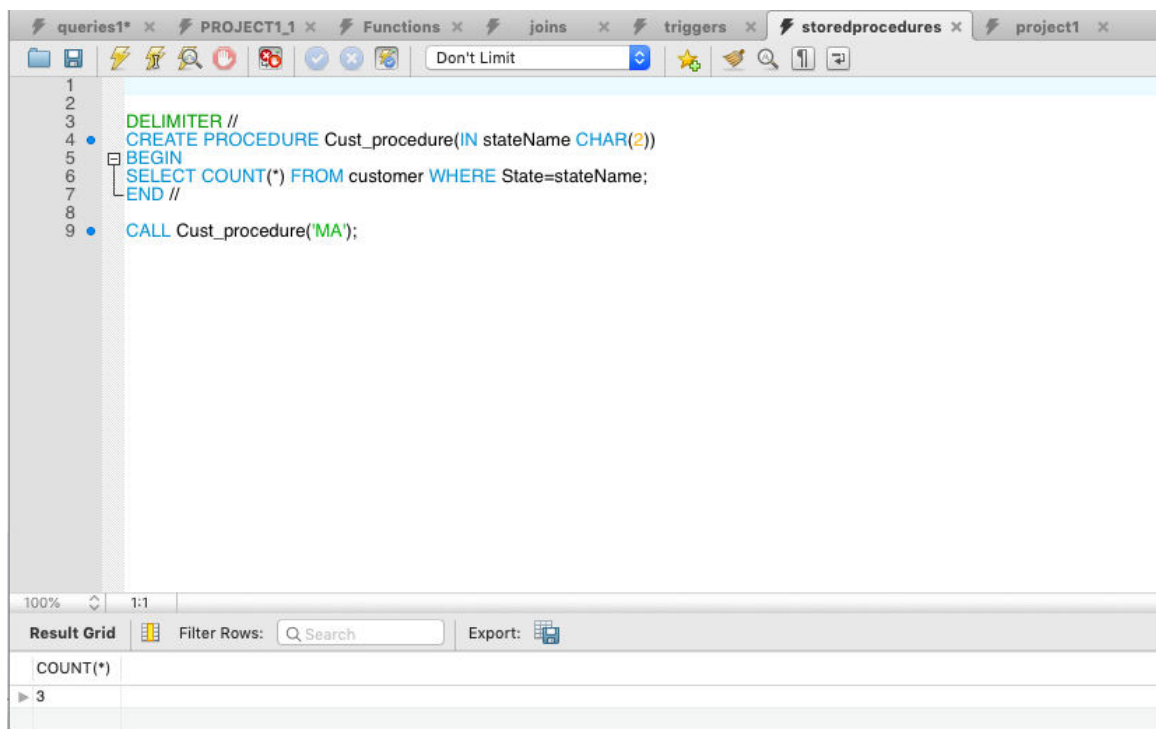 queries1* × PROJECT1_1 × Functions × joins × triggers × storedprocedures × project1 ×
Don't Limit
1
2
3 DELIMITER //
4 CREATE PROCEDURE Cust_procedure(IN stateName CHAR(2))
5 BEGIN
6 SELECT COUNT(*) FROM customer WHERE State=stateName;
7 END //
8
9 CALL Cust_procedure('MA');
100% 1:1
Result Grid Filter Rows: Search Export:
COUNT(*)
3